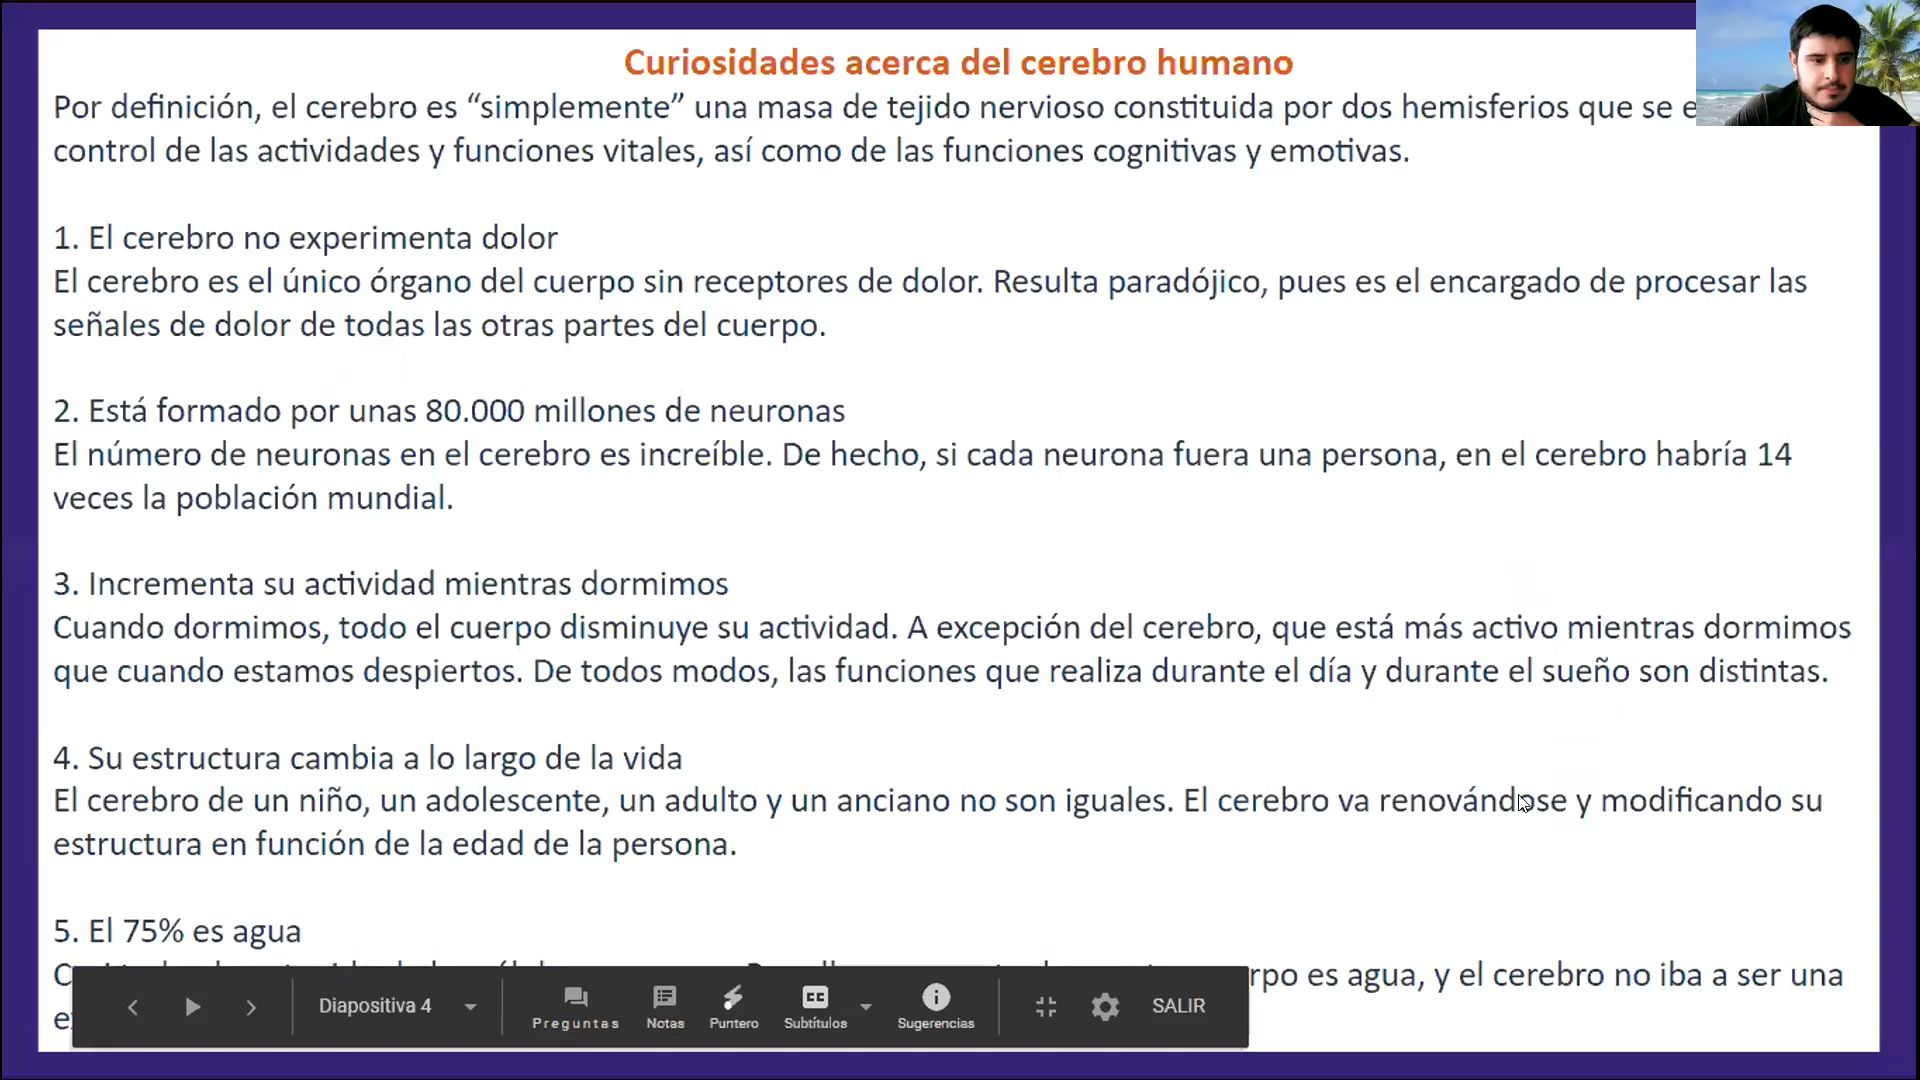 Curiosidades acerca del cerebro humano
Por definición, el cerebro es “simplemente” una masa de tejido nervioso constituida por dos hemisferios que se
control de las actividades y funciones vitales, así como de las funciones cognitivas y emotivas.
1. El cerebro no experimenta dolor
El cerebro es el único órgano del cuerpo sin receptores de dolor. Resulta paradójico, pues es el encargado de procesar las
señales de dolor de todas las otras partes del cuerpo.
2. Está formado por unas 80.000 millones de neuronas
El número de neuronas en el cerebro es increíble. De hecho, si cada neurona fuera una persona, en el cerebro habría 14
veces la población mundial.
3. Incrementa su actividad mientras dormimos
Cuando dormimos, todo el cuerpo disminuye su actividad. A excepción del cerebro, que está más activo mientras dormimos
que cuando estamos despiertos. De todos modos, las funciones que realiza durante el día y durante el sueño son distintas.
4. Su estructura cambia a lo largo de la vida
El cerebro de un niño, un adolescente, un adulto y un anciano no son iguales. El cerebro va renovándose y modificando su
estructura en función de la edad de la persona.
5. El 75% es agua
es agua, y el cerebro no iba a ser una
Diapositiva 4
Preguntas
Notas
Puntero
Subtítulos
Sugerencias
SALIR